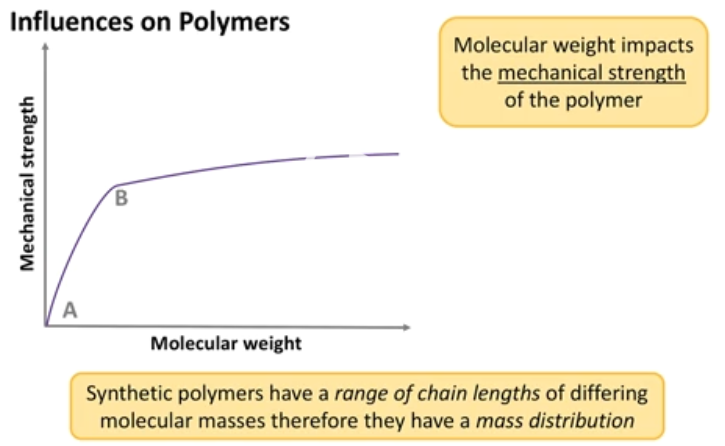 Influences on Polymers
Molecular weight impacts
the mechanical strength
of the polymer
Mechanical strength
B
A
Molecular weight
Synthetic polymers have a range of chain lengths of differing
molecular masses therefore they have a mass distribution